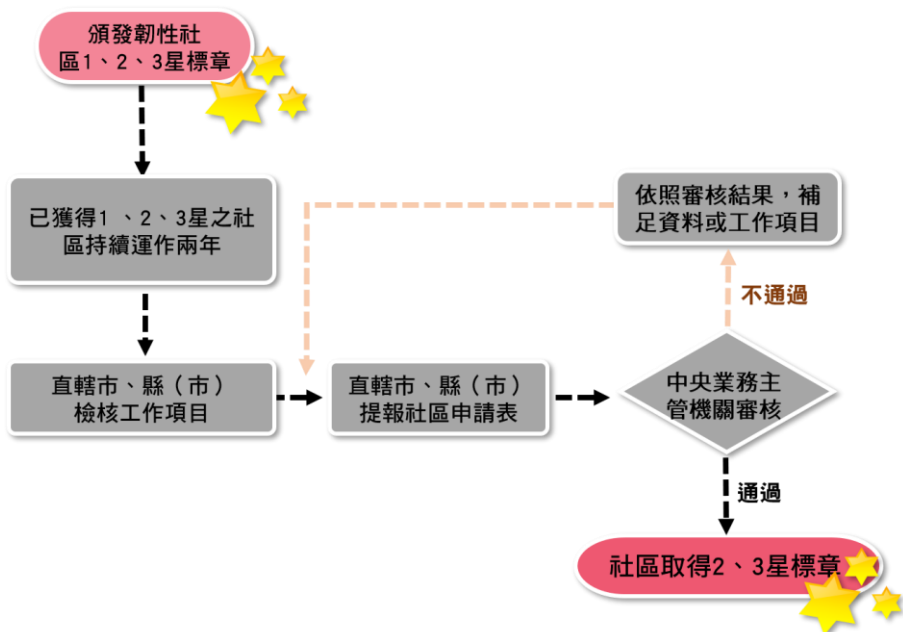 頒發韌性社
區1、2、3星標章
已獲得1、2、3星之社
區持續運作兩年
直轄市、縣（市）
檢核工作項目
直轄市、縣（市）
提報社區申請表
中央業務主
管機關審核
不通過
依照審核結果，補
足資料或工作項目
通過
社區取得2、3星標章